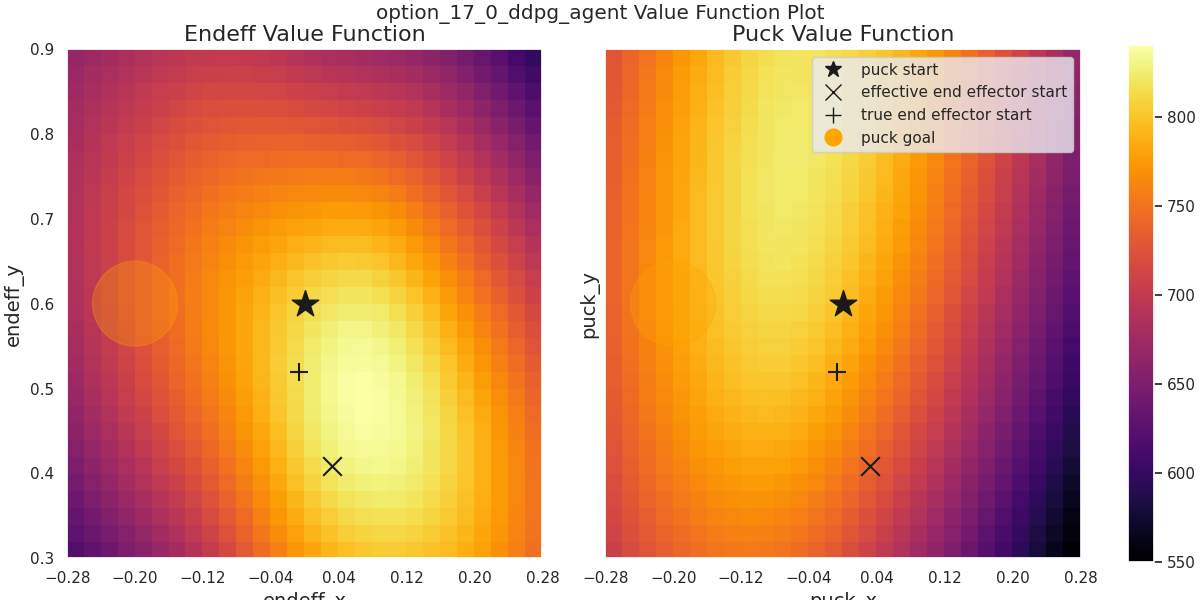 option_17_0_ddpg_agent Value Function Plot
Endeff Value Function
Puck Value Function
puck start
effective end effector start
true end effector start
puck goal
endeff_y
0.9
0.8
0.7
0.6
0.5
0.4
0.3
−0.28 −0.20 −0.12 −0.04 0.04 0.12 0.20 0.28
endeff_x
puck_y
−0.28 −0.20 −0.12 −0.04 0.04 0.12 0.20 0.28
puck_x
800
750
700
650
600
550